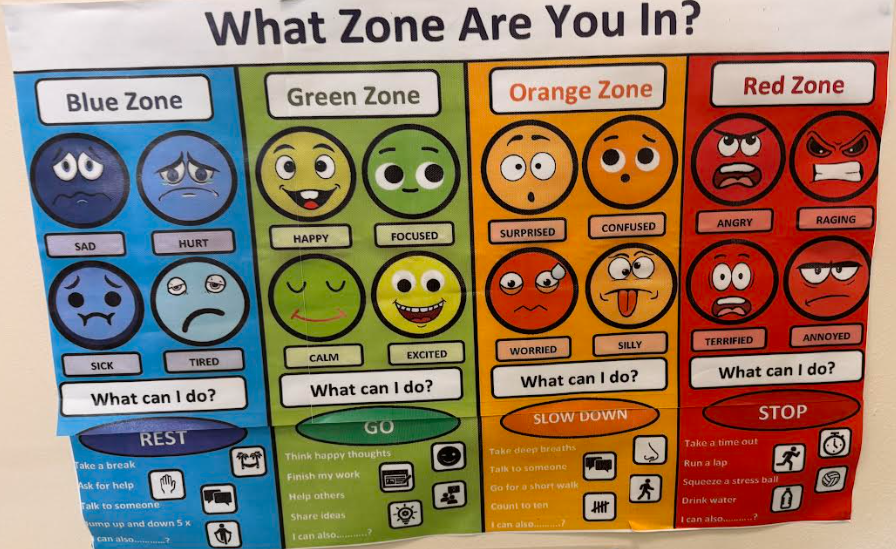 What Zone Are You In?
Blue Zone
SAD
HURT
SICK
TIRED
What can I do?
REST
Take a break
Ask for help
Talk to someone
Jump up and down 5 x
I can also...........?
Green Zone
HAPPY
FOCUSED
CALM
EXCITED
What can I do?
GO
Think happy thoughts
Finish my work
Help others
Share ideas
I can also..........?
Orange Zone
SURPRISED
CONFUSED
WORRIED
SILLY
What can I do?
SLOW DOWN
Take deep breaths
Talk to someone
Go for a short walk
Count to ten
I can also..........?
Red Zone
ANGRY
RAGING
TERRIFIED
ANNOYED
What can I do?
STOP
Take a time out
Run a lap
Squeeze a stress ball
Drink water
I can also..........?